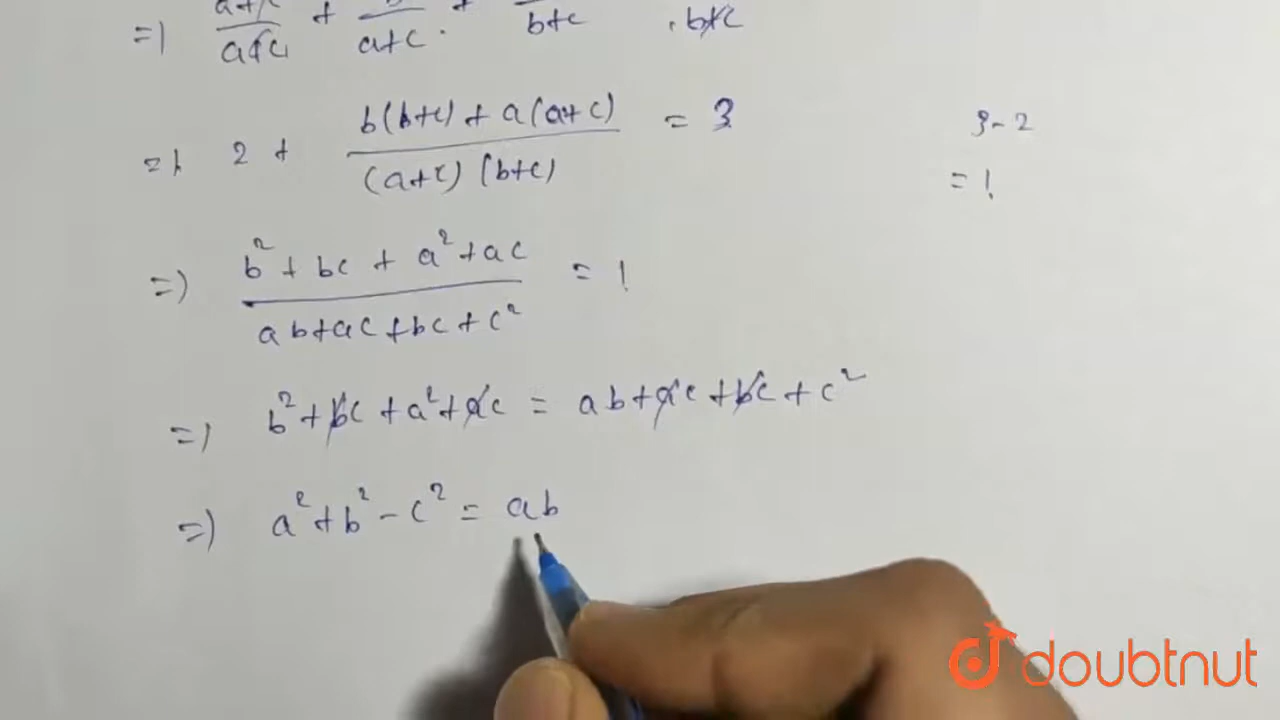 =) a+c/a+c + b/a+c + /b+c b+c
=) 2 + b(b+c) + a(a+c)/(a+c) (b+c) = 3 3-2
= 1
=) b² + bc + a² + ac/ab+ac+bc+c² = 1
=) b²+bc+a²+ac = ab+ac+bc+c²
=) a²+b²-c² = ab
doubtnut